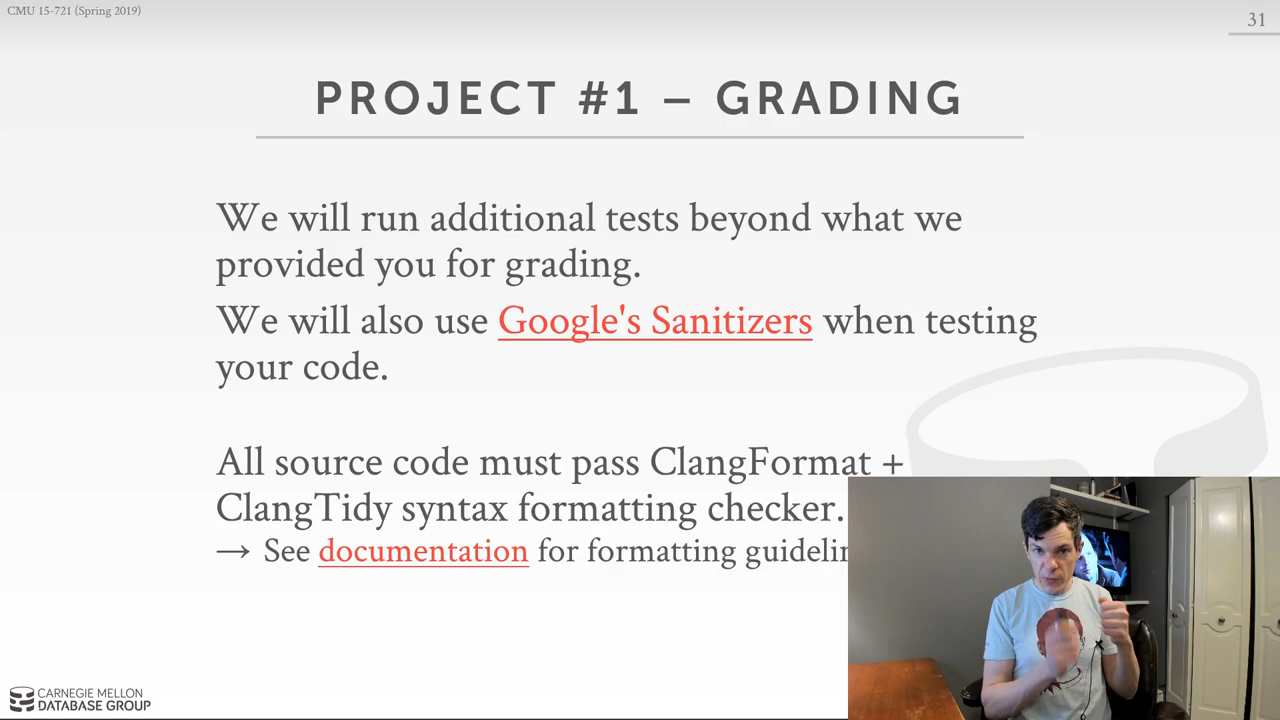 CMU 15-721 (Spring 2019)
31
PROJECT #1 – GRADING
We will run additional tests beyond what we
provided you for grading.
We will also use Google's Sanitizers when testing
your code.
All source code must pass ClangFormat +
ClangTidy syntax formatting checker.
→ See documentation for formatting
CARNEGIE MELLON
DATABASE GROUP